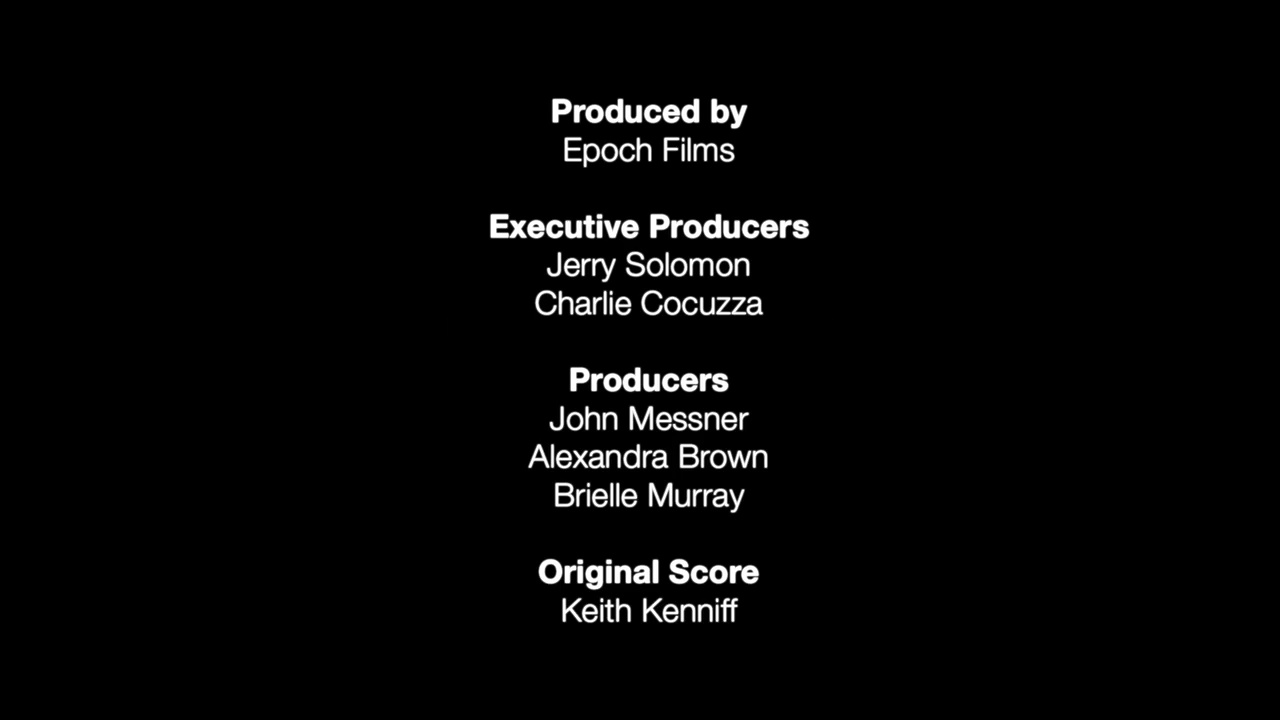 Produced by
Epoch Films
Executive Producers
Jerry Solomon
Charlie Cocuzza
Producers
John Messner
Alexandra Brown
Brielle Murray
Original Score
Keith Kenniff